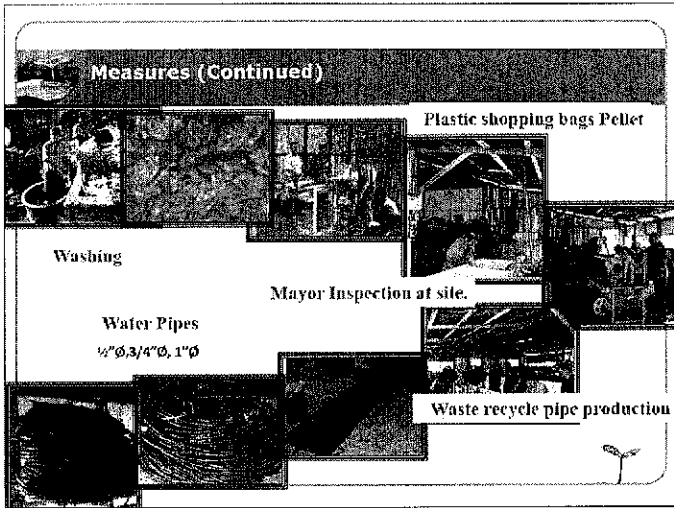 Measures (Continued)
Plastic shopping bags Pellet
Washing
Mayor Inspection at site.
Water Pipes
½"Ø,3/4"Ø, 1"Ø
Waste recycle pipe production